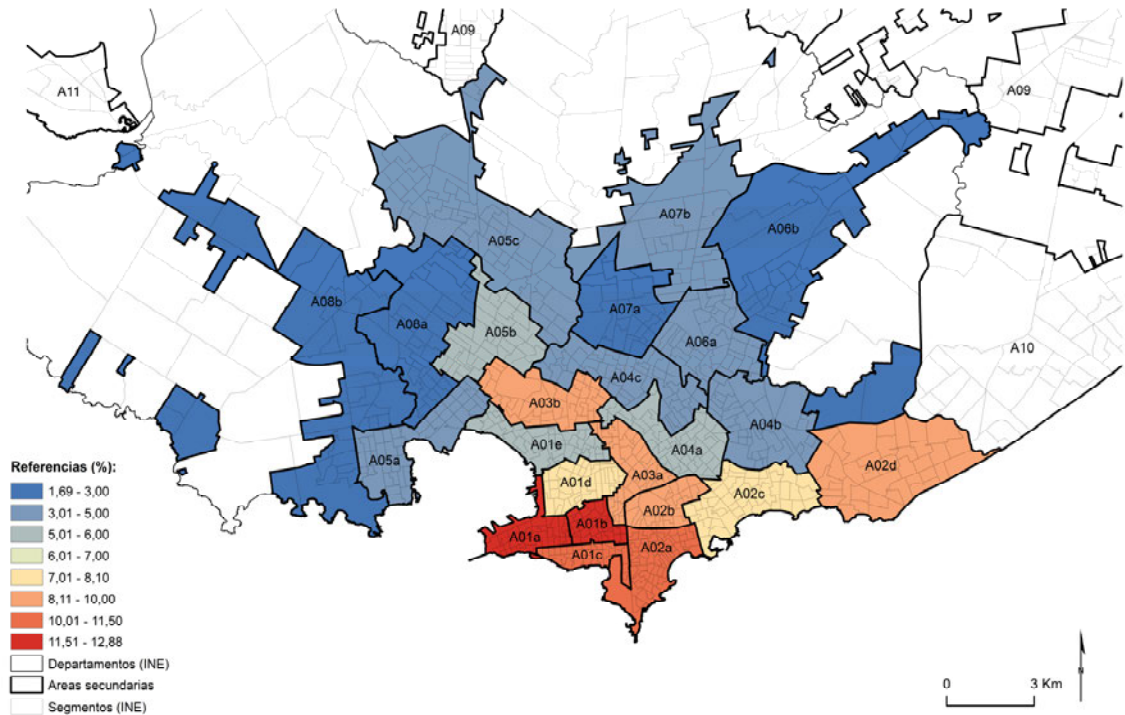 A09
A11
A09
A07b
A06b
A05c
A08b
A07a
A08a
A05b
A06a
A10
A04c
A03b
A04b
A01e
A04a
A05a
A02d
Referencias (%):
1,69 - 3,00
3,01 - 5,00
5,01 - 6,00
6,01 - 7,00
7,01 - 8,10
8,11 - 10,00
10,01 - 11,50
11,51 - 12,88
Departamentos (INE)
Areas secundarias
Segmentos (INE)
A03a
A01d
A02c
A02b
A01b
A01a
A02a
A01c
N
0 3 Km